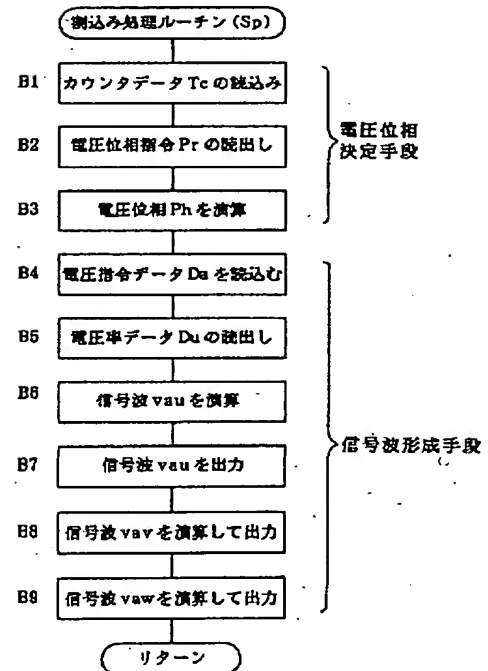 割込み処理ルーチン(Sp)
B1 カウンタデータTcの読込み
B2 電圧位相指令Prの読出し
B3 電圧位相Phを演算
電圧位相
決定手段
B4 電圧指令データDaを読込む
B5 電圧率データDuの読出し
B6 信号波vauを演算
B7 信号波vauを出力
B8 信号波vavを演算して出力
B9 信号波vawを演算して出力
信号波形成手段
リターン